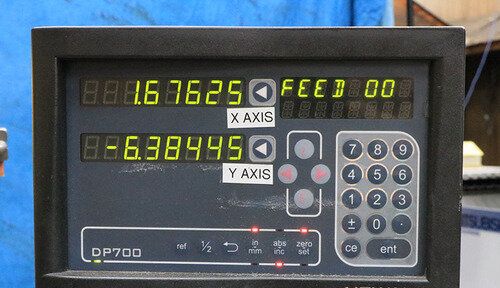 1.67625 FEED 00
X AXIS
-6.38445
Y AXIS
7 8 9
4 5 6
1 2 3
± 0 .
ce ent
ref 1/2 in mm abs inc zero set
DP700